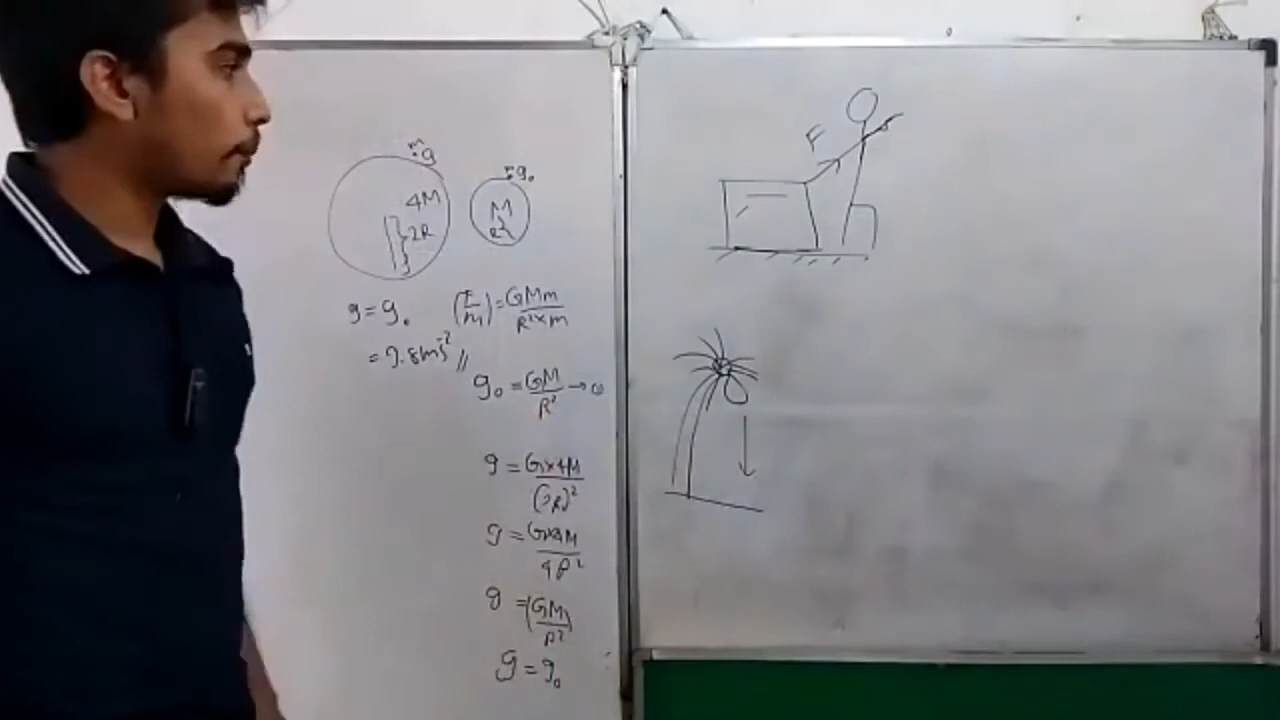 m
g
4M
2R
m
g₀
M
R
g = g₀
= 9.8ms⁻² //
(F/m) = GMm/R²×m
g₀ = GM/R² →
g = G×4M/(2R)²
g = G×4M/4R²
g = (GM/R²)
g = g₀
F